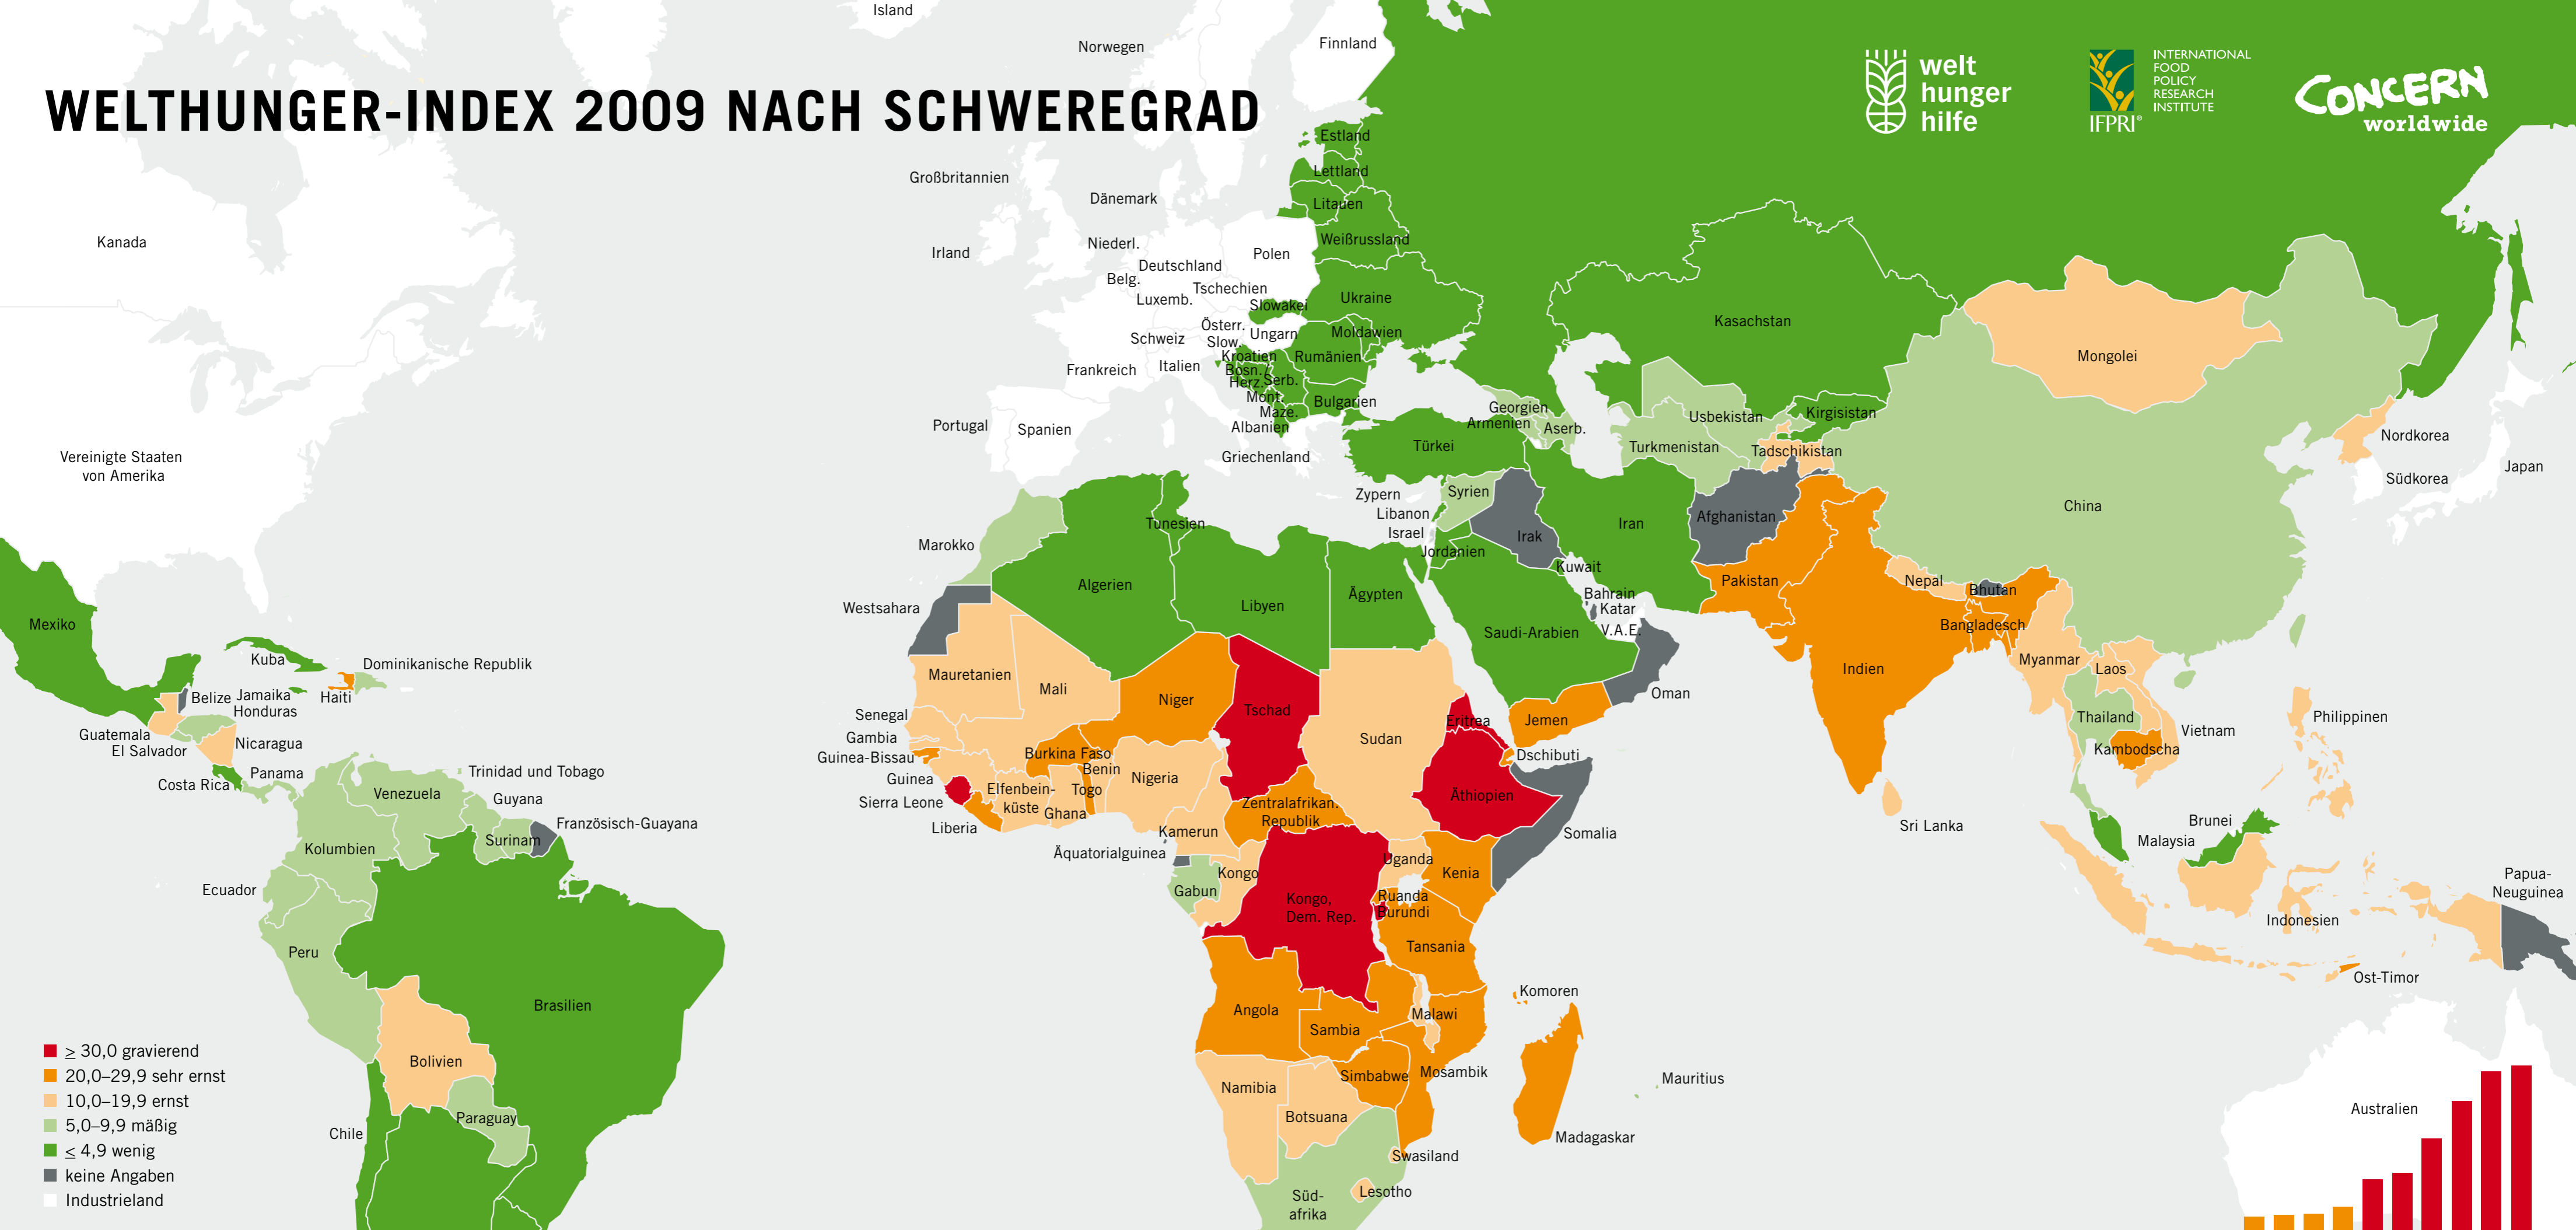 WELTHUNGER-INDEX 2009 NACH SCHWEREGRAD
welt
hunger
hilfe
IFPRI®
INTERNATIONAL
FOOD
POLICY
RESEARCH
INSTITUTE
CONCERN
worldwide
Island
Norwegen
Finnland
Estland
Lettland
Litauen
Weißrussland
Großbritannien
Dänemark
Irland
Niederl.
Deutschland
Polen
Belg.
Tschechien
Luxemb.
Slowakei
Ukraine
Österr.
Ungarn
Moldawien
Schweiz
Slow.
Kroatien
Rumänien
Frankreich
Italien
Bosn./
Herz.
Serb.
Mont.
Bulgarien
Maze.
Albanien
Portugal
Spanien
Griechenland
Türkei
Georgien
Armenien
Aserb.
Kasachstan
Usbekistan
Kirgisistan
Turkmenistan
Tadschikistan
Mongolei
Nordkorea
Südkorea
Japan
China
Kanada
Vereinigte Staaten
von Amerika
Zypern
Syrien
Libanon
Israel
Jordanien
Irak
Iran
Afghanistan
Kuwait
Bahrain
Katar
V.A.E.
Saudi-Arabien
Oman
Jemen
Pakistan
Nepal
Bhutan
Bangladesch
Indien
Myanmar
Laos
Thailand
Vietnam
Kambodscha
Philippinen
Sri Lanka
Brunei
Malaysia
Indonesien
Papua-
Neuguinea
Ost-Timor
Australien
Marokko
Tunesien
Algerien
Libyen
Ägypten
Westsahara
Mauretanien
Mali
Niger
Tschad
Sudan
Eritrea
Dschibuti
Senegal
Gambia
Guinea-Bissau
Guinea
Sierra Leone
Liberia
Burkina Faso
Elfenbein-
küste
Ghana
Togo
Benin
Nigeria
Kamerun
Zentralafrikan.
Republik
Äthiopien
Somalia
Äquatorialguinea
Gabun
Kongo
Kongo,
Dem. Rep.
Uganda
Kenia
Ruanda
Burundi
Tansania
Angola
Sambia
Malawi
Komoren
Simbabwe
Mosambik
Namibia
Botsuana
Mauritius
Madagaskar
Swasiland
Lesotho
Süd-
afrika
Mexiko
Kuba
Dominikanische Republik
Belize
Jamaika
Haiti
Honduras
Guatemala
El Salvador
Nicaragua
Costa Rica
Panama
Trinidad und Tobago
Venezuela
Guyana
Französisch-Guayana
Surinam
Kolumbien
Ecuador
Peru
Brasilien
Bolivien
Paraguay
Chile
≥ 30,0 gravierend
20,0–29,9 sehr ernst
10,0–19,9 ernst
5,0–9,9 mäßig
≤ 4,9 wenig
keine Angaben
Industrieland